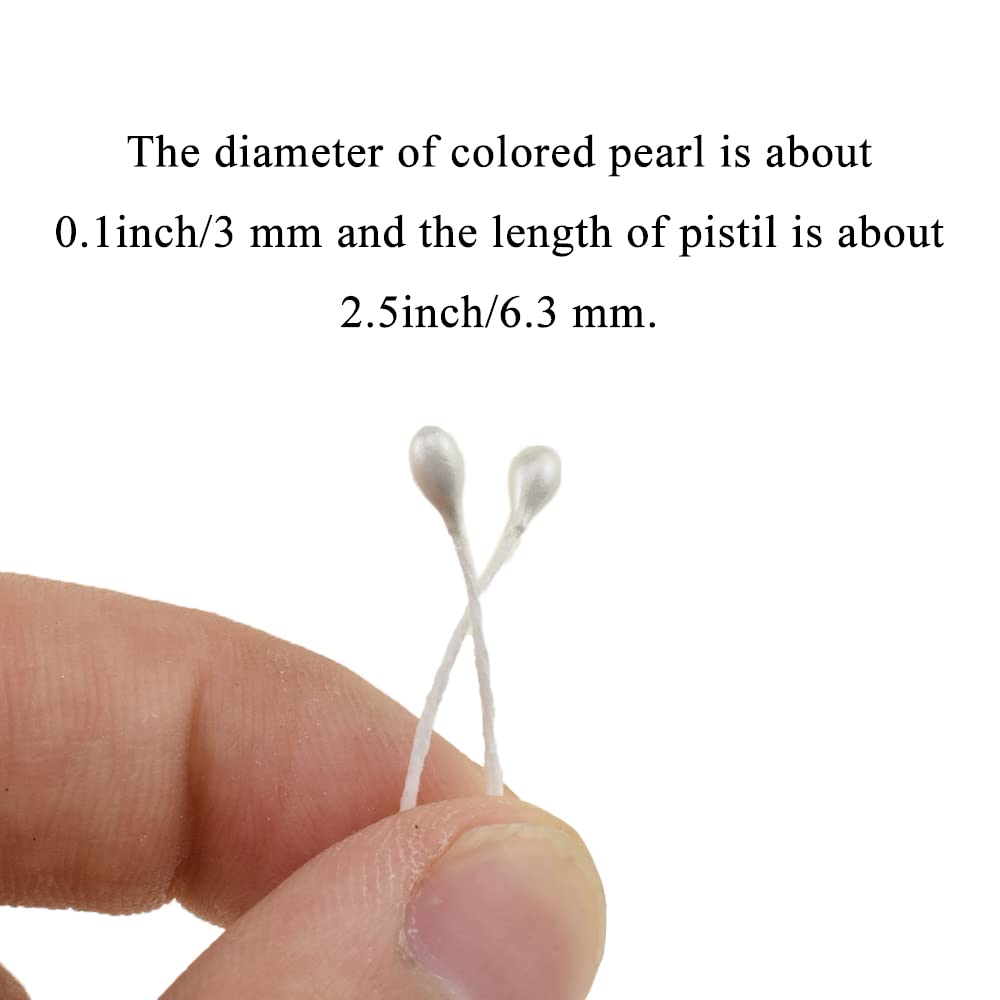 The diameter of colored pearl is about
0.1inch/3 mm and the length of pistil is about
2.5inch/6.3 mm.